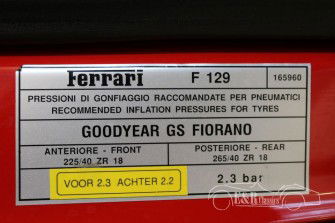 Ferrari F 129 165960
PRESSIONI DI GONFIAGGIO RACCOMANDATE PER PNEUMATICI
RECOMMENDED INFLATION PRESSURES FOR TYRES
GOODYEAR GS FIORANO
ANTERIORE - FRONT POSTERIORE - REAR
225/40 ZR 18 265/40 ZR 18
VOOR 2.3 ACHTER 2.2 2.3 bar
E&R Classics